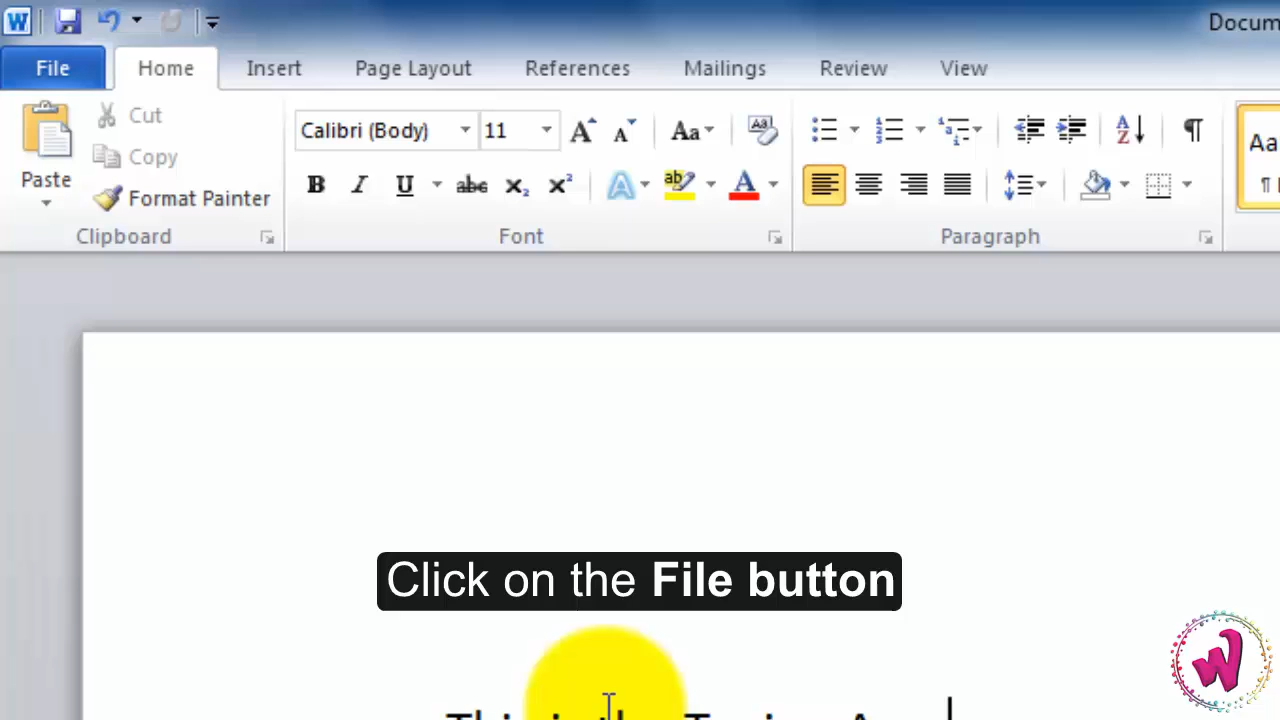 Docum
File Home Insert Page Layout References Mailings Review View
Cut
Calibri (Body) 11
Copy
Paste
Format Painter
Clipboard Font Paragraph
Click on the File button